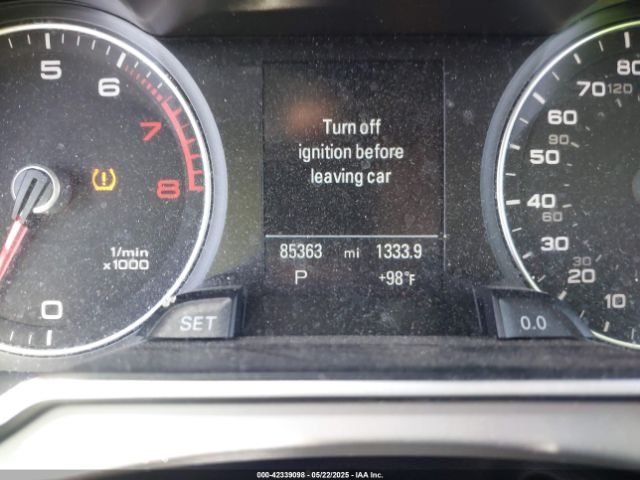 5 6 7 8
1/min
x1000
0
Turn off
ignition before
leaving car
85363 mi 1333.9
P +98°F
SET
0.0
80
70 120
60
90
50
40
60
30
30
20
10
000-42339098 - 05/22/2025 - IAA Inc.